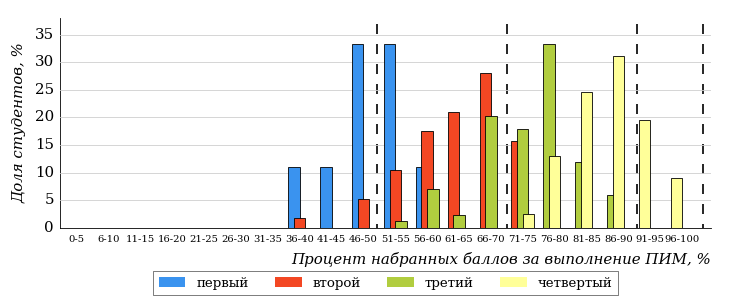 Доля студентов, %
35
30
25
20
15
10
5
0
0-5 6-10 11-15 16-20 21-25 26-30 31-35 36-40 41-45 46-50 51-55 56-60 61-65 66-70 71-75 76-80 81-85 86-90 91-95 96-100
Процент набранных баллов за выполнение ПИМ, %
первый второй третий четвертый